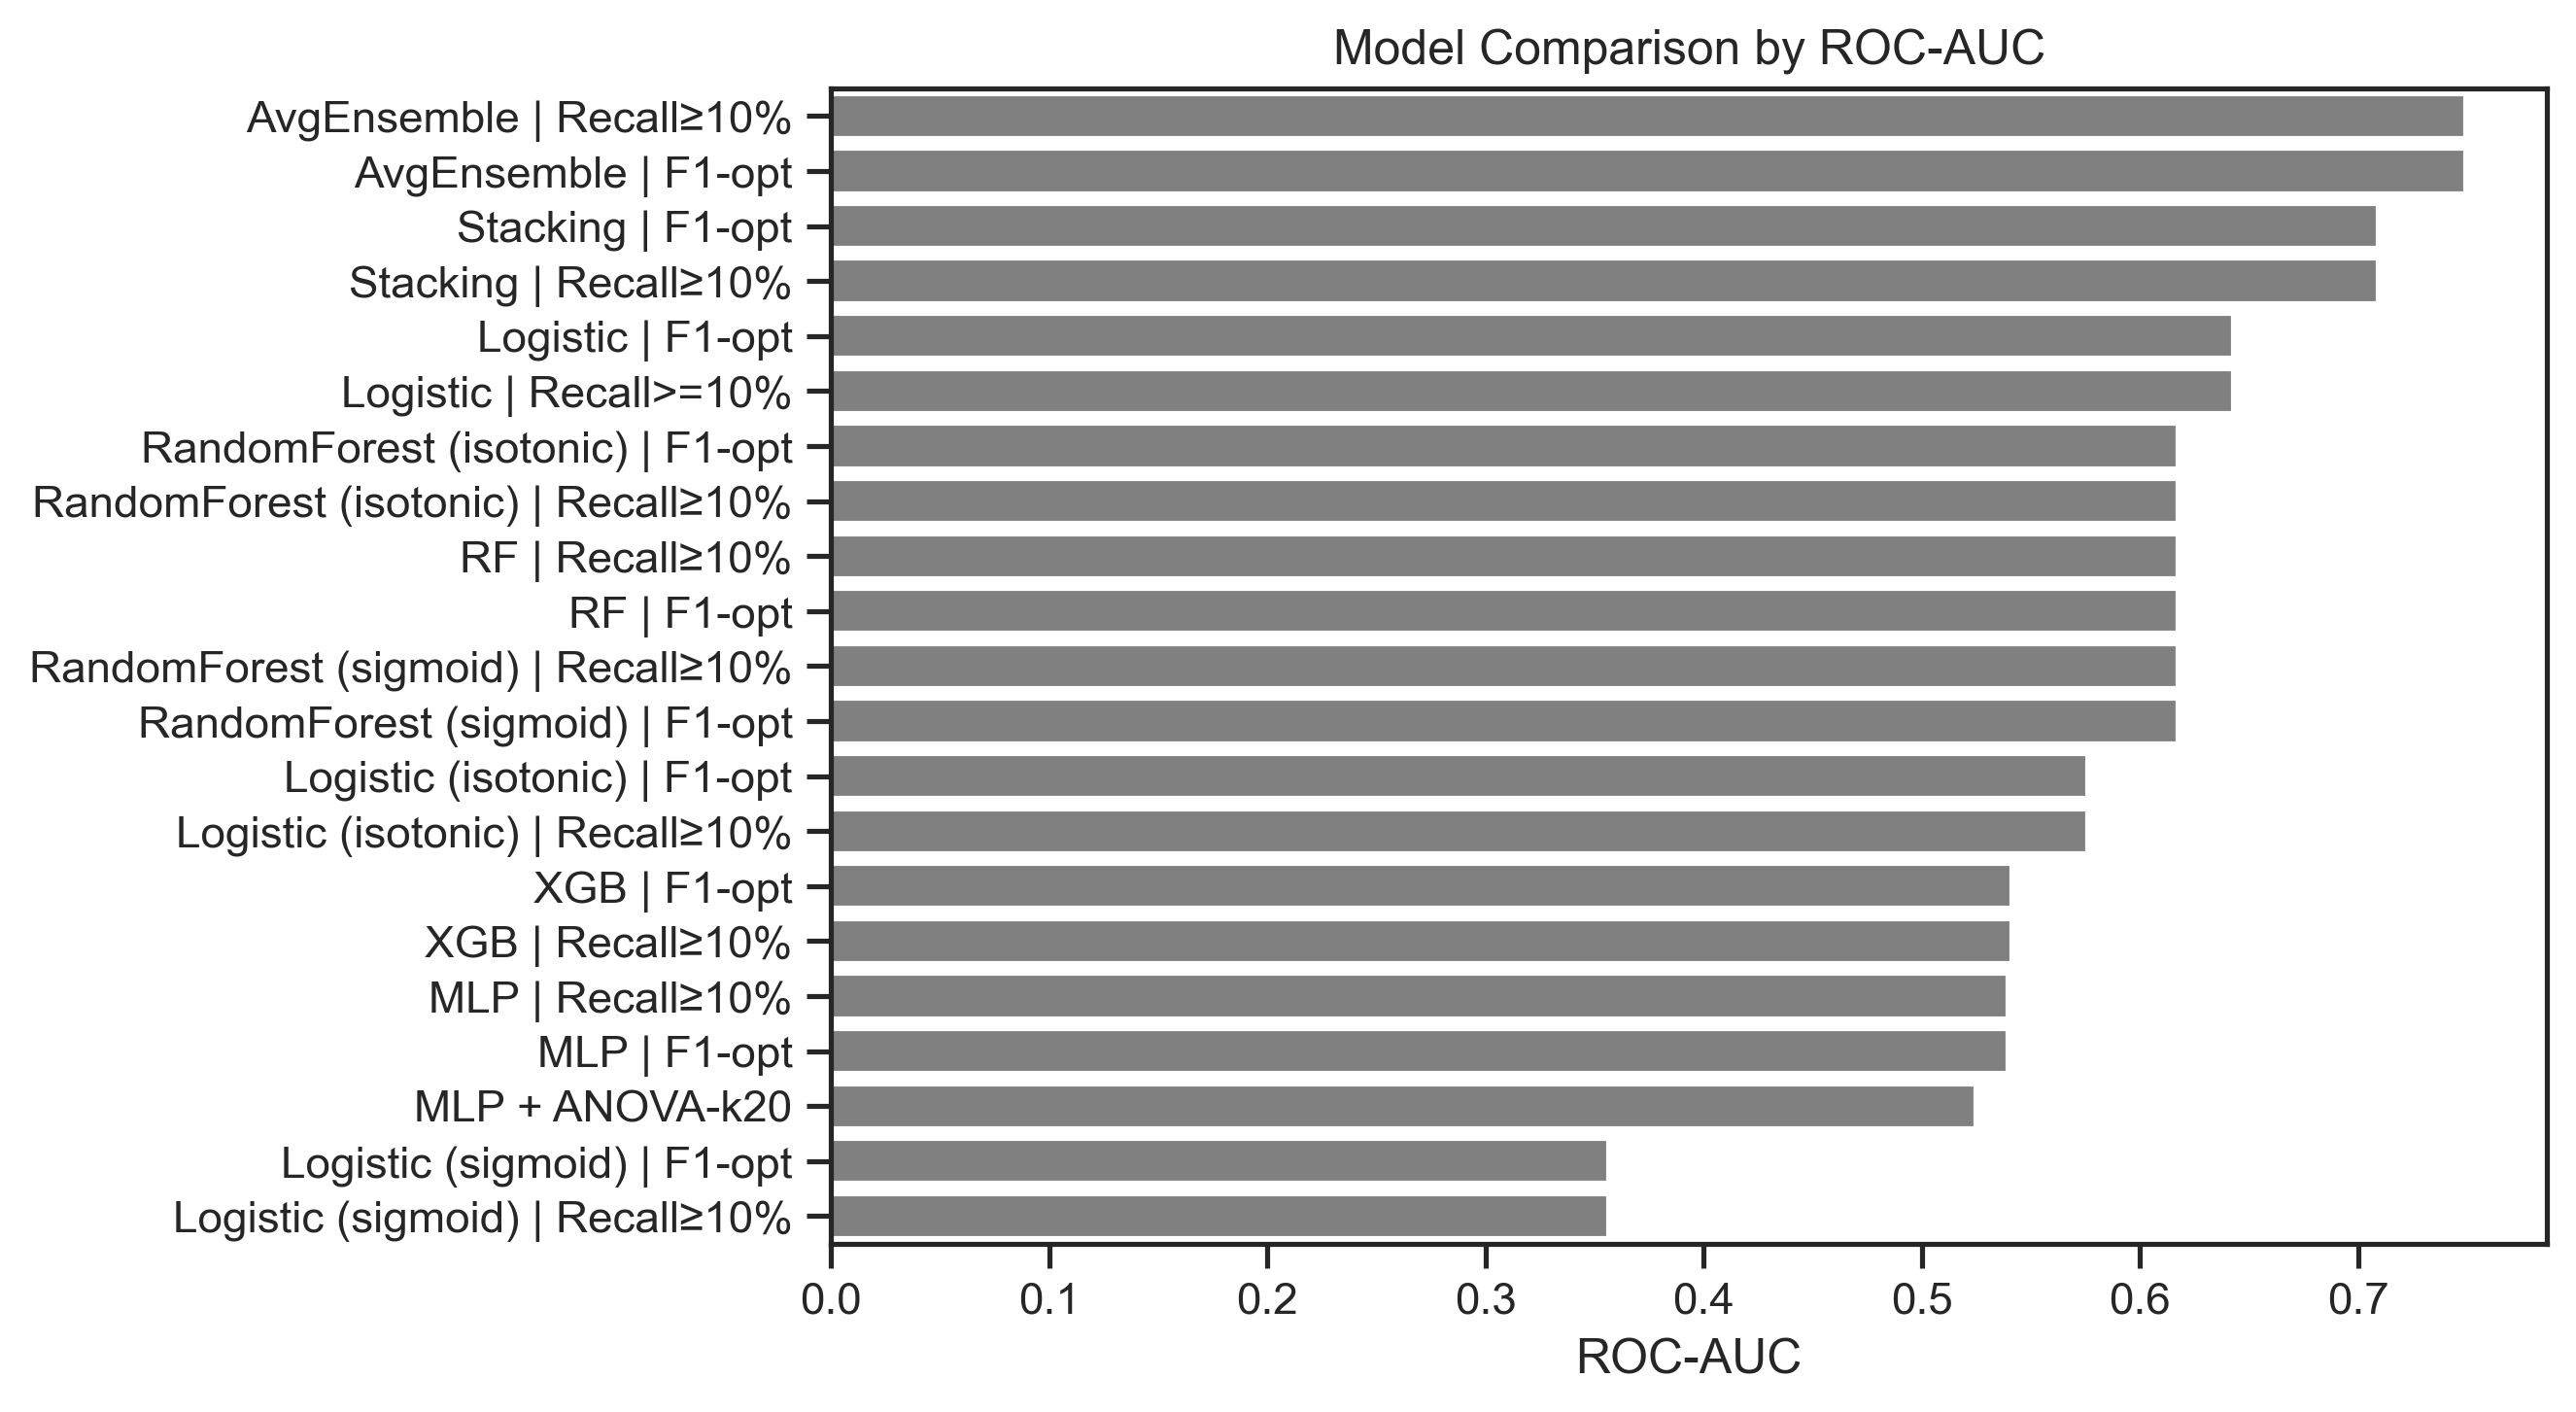 Model Comparison by ROC-AUC
AvgEnsemble | Recall≥10%
AvgEnsemble | F1-opt
Stacking | F1-opt
Stacking | Recall≥10%
Logistic | F1-opt
Logistic | Recall>=10%
RandomForest (isotonic) | F1-opt
RandomForest (isotonic) | Recall≥10%
RF | Recall≥10%
RF | F1-opt
RandomForest (sigmoid) | Recall≥10%
RandomForest (sigmoid) | F1-opt
Logistic (isotonic) | F1-opt
Logistic (isotonic) | Recall≥10%
XGB | F1-opt
XGB | Recall≥10%
MLP | Recall≥10%
MLP | F1-opt
MLP + ANOVA-k20
Logistic (sigmoid) | F1-opt
Logistic (sigmoid) | Recall≥10%
0.0 0.1 0.2 0.3 0.4 0.5 0.6 0.7
ROC-AUC